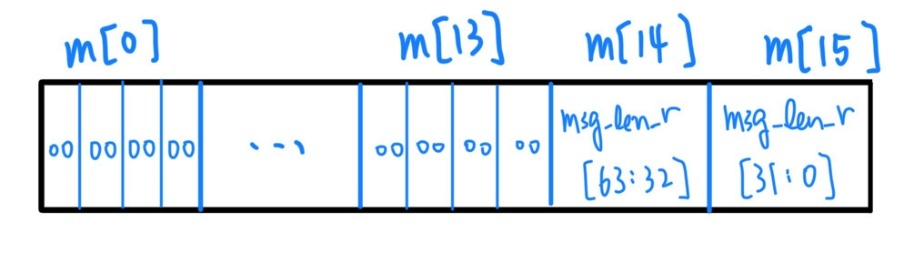 m[0] m[13] m[14] m[15]
00 00 00 00 ... 00 00 00 00 msg_len_r msg_len_r
[63:32] [31:0]